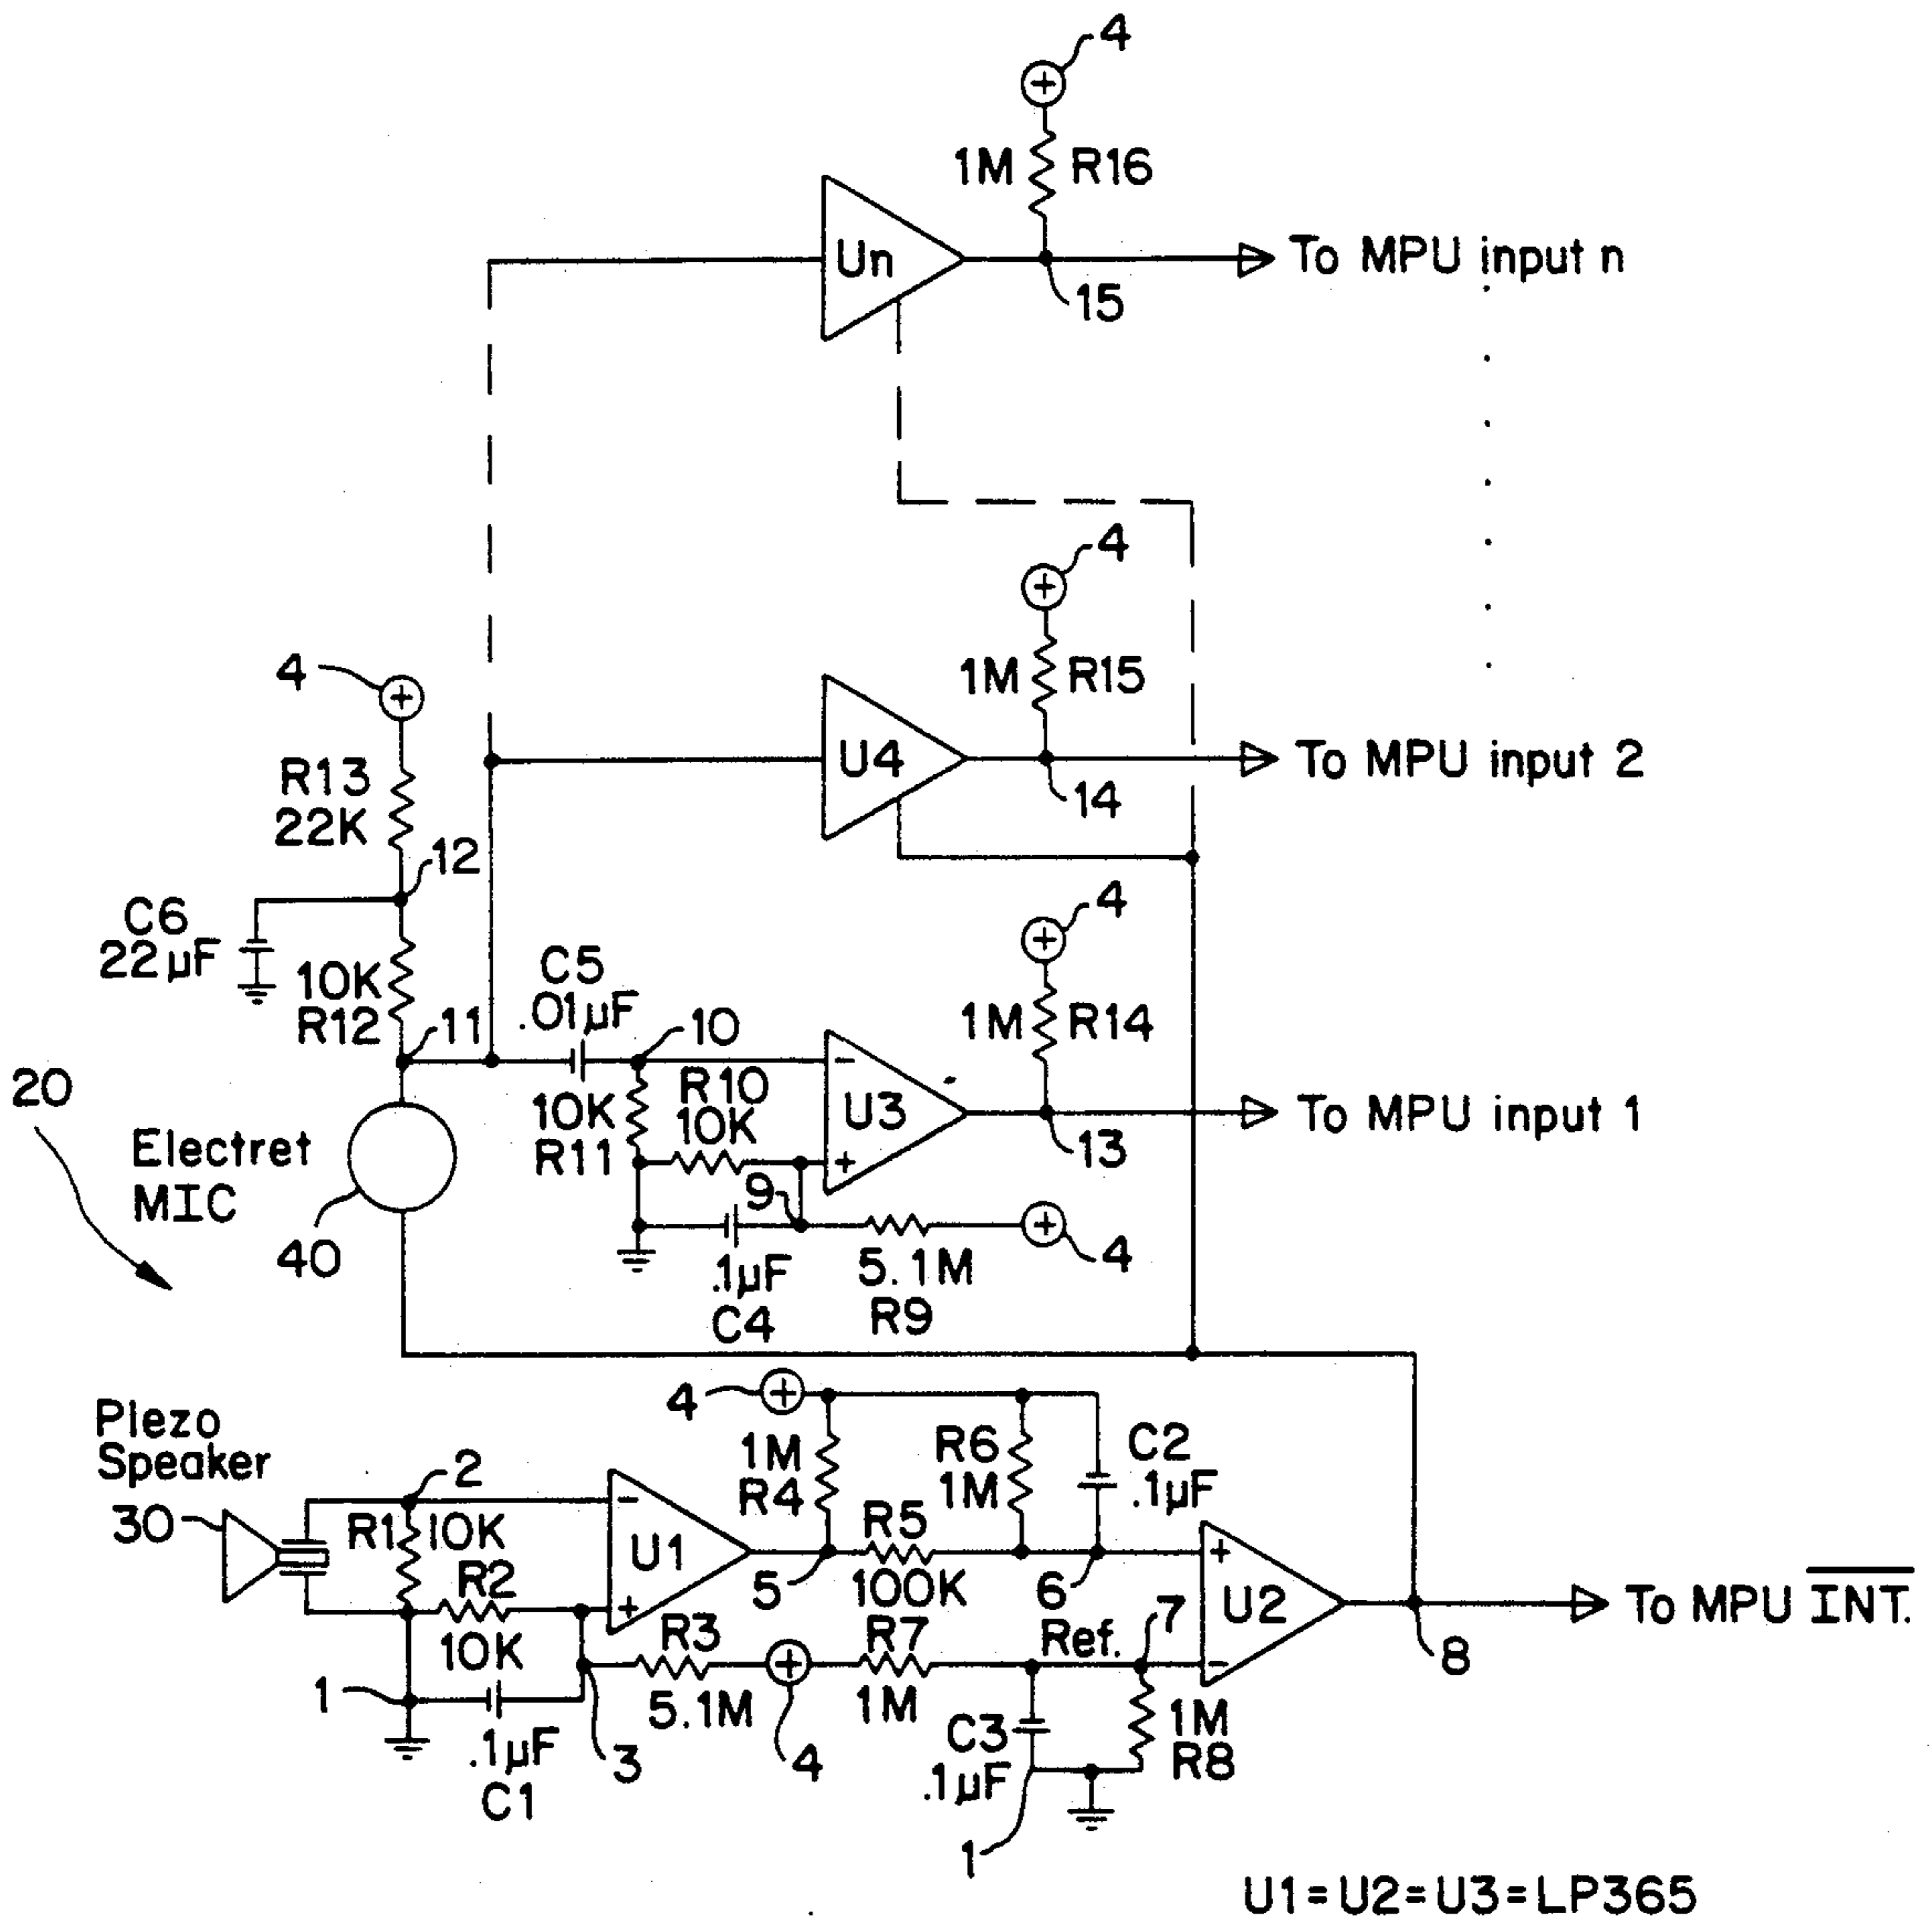 4
1M R16
Un
To MPU input n
15
4
4
1M R15
R13
22K
U4
To MPU input 2
14
12
4
C6
22µF
C5
.01µF
10K
R12
11
10
1M R14
20
R10
10K
10K
R11
U3
To MPU input 1
13
Electret
MIC
9
40
4
.1µF
C4
5.1M
R9
4
Piezo
Speaker
1M
R4
R6
1M
C2
.1µF
2
30
R1 10K
U1
R5
100K
R2
10K
5
6
U2
To MPU INT.
R3
R7
Ref.
7
8
1
5.1M
1M
1M
R8
C3
.1µF
.1µF
C1
3
4
1
U1=U2=U3=LP365